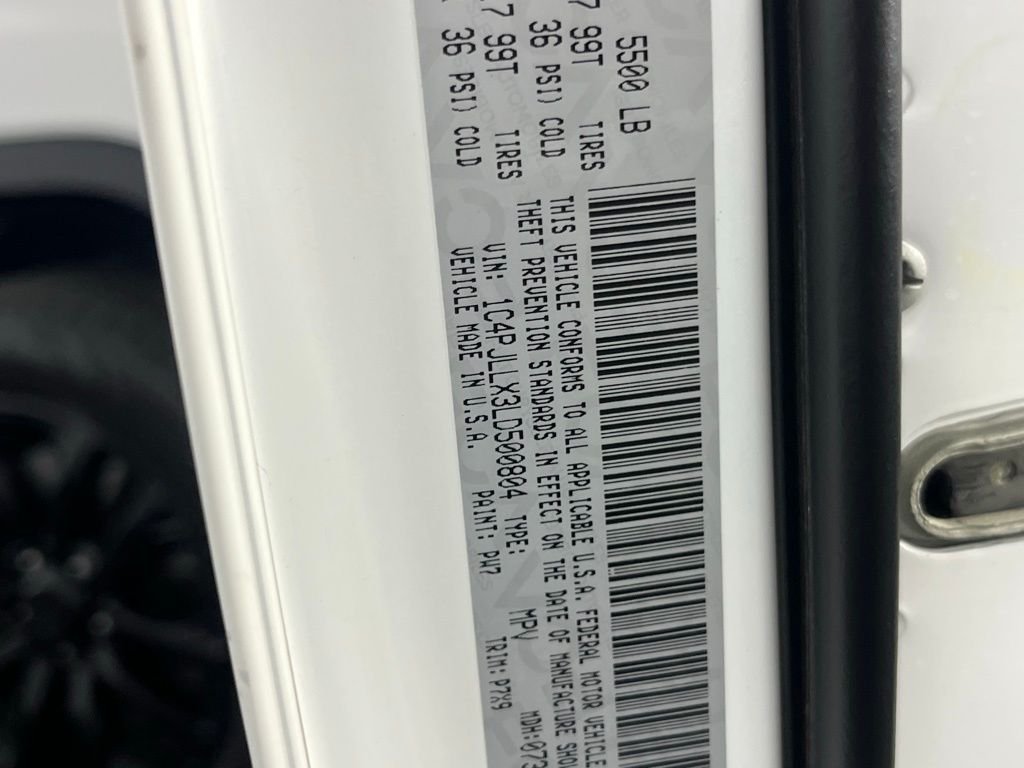 5500 LB
7 99T TIRES
36 PSI) COLD
7 99T TIRES
36 PSI) COLD
THIS VEHICLE CONFORMS TO ALL APPLICABLE U.S.A. FEDERAL MOTOR VEHICLE
THEFT PREVENTION STANDARDS IN EFFECT ON THE DATE OF MANUFACTURE SHOW
VIN: 1C4PJLLX3LD500804 TYPE: MPV
VEHICLE MADE IN U.S.A. PAINT: PW7 TRIM: P7X9 MDH:073